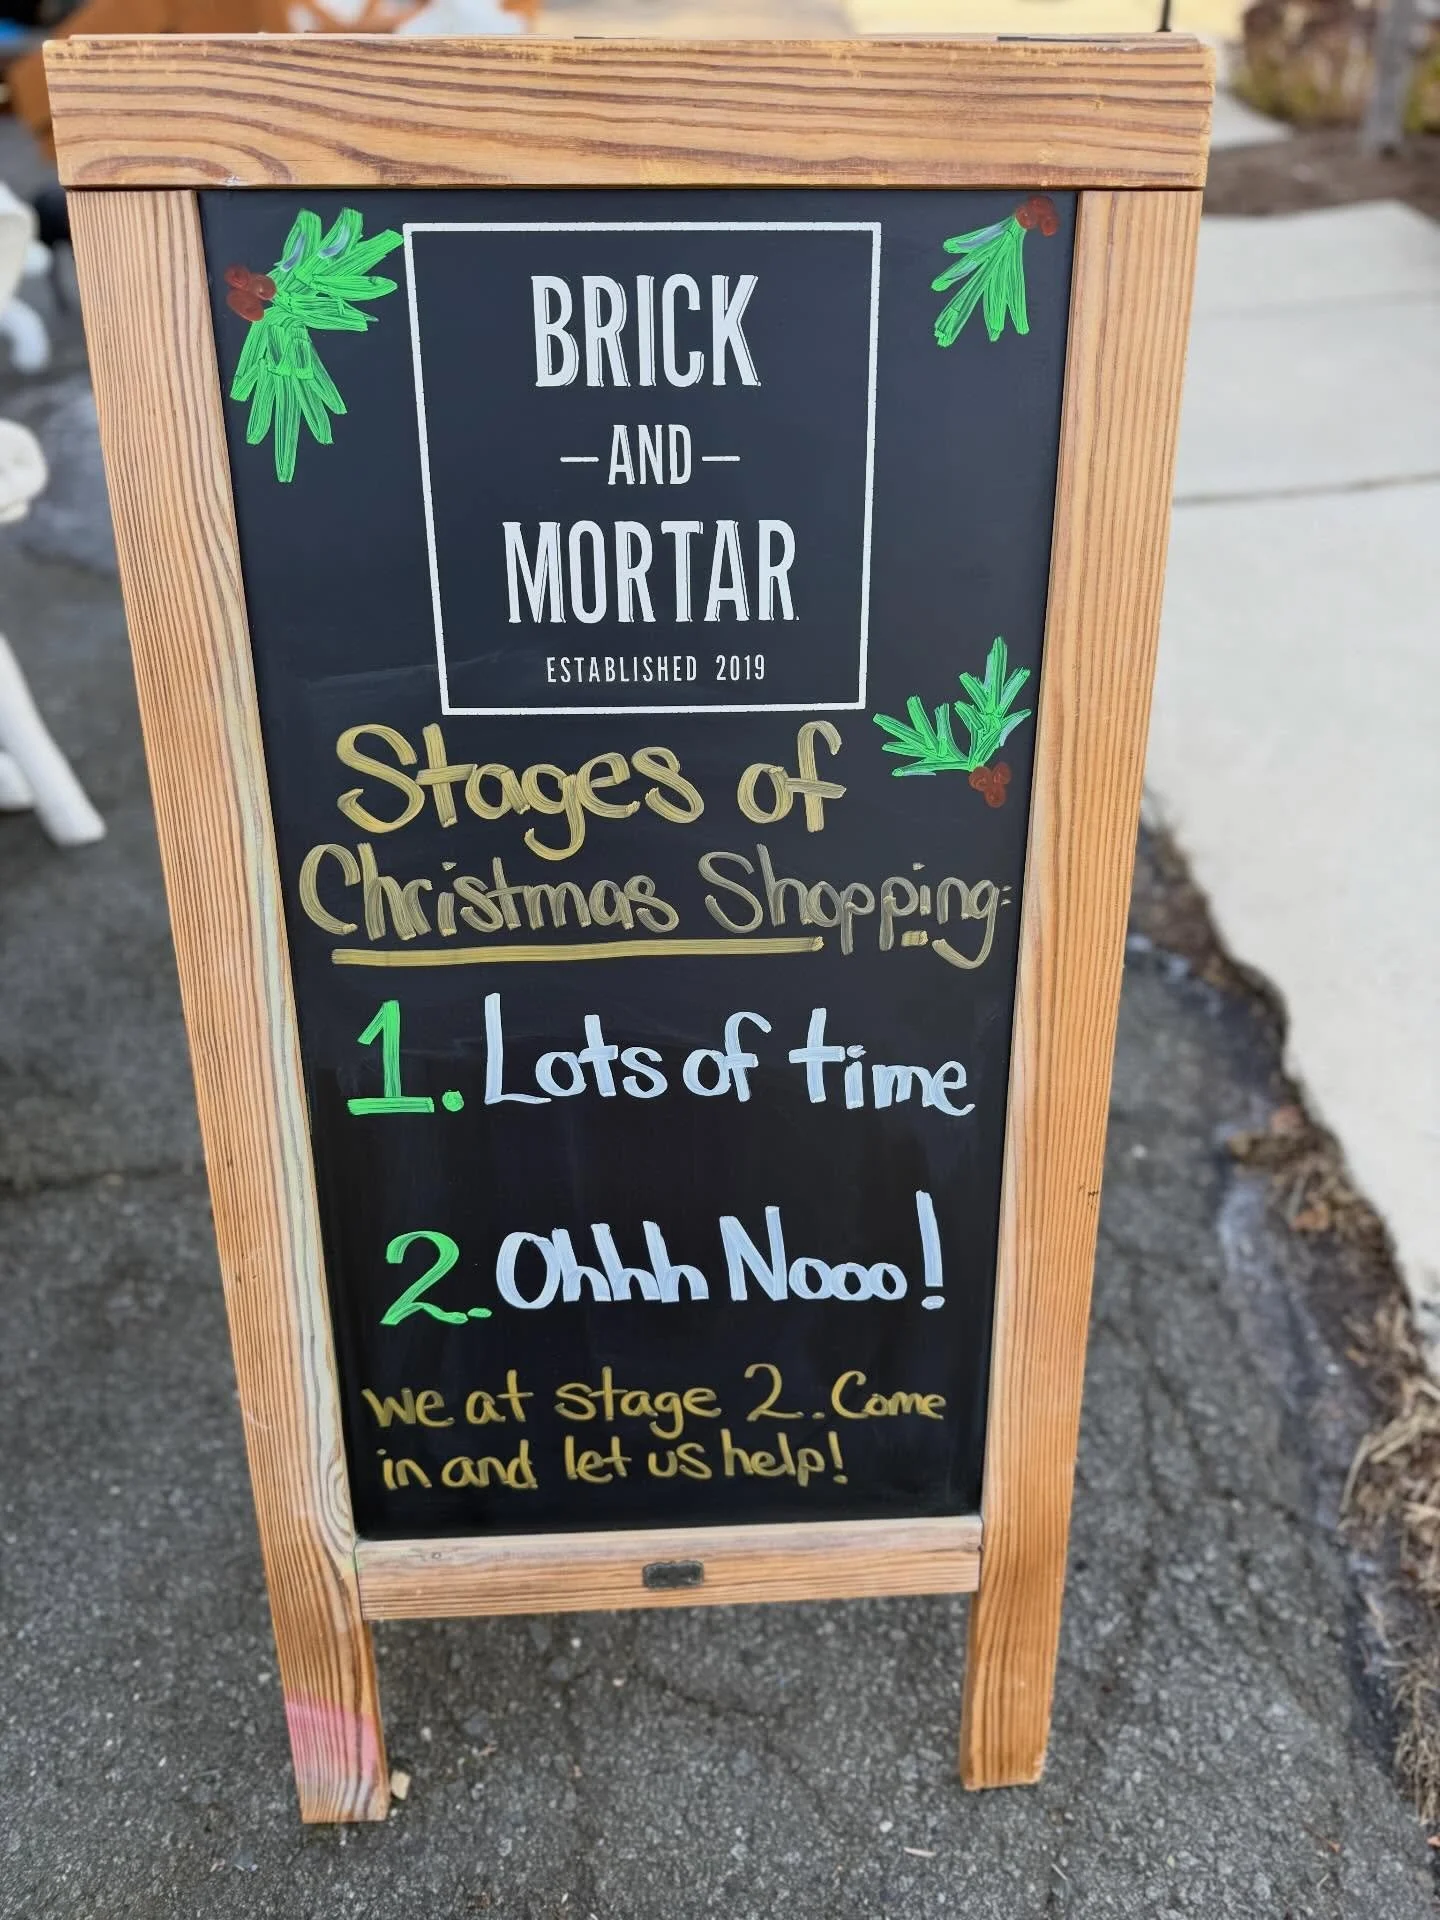 BRICK
—AND—
MORTAR
ESTABLISHED 2019
Stages of
Christmas Shopping:
1. Lots of time
2. Ohhh Nooo!
We at stage 2. Come
in and let us help!